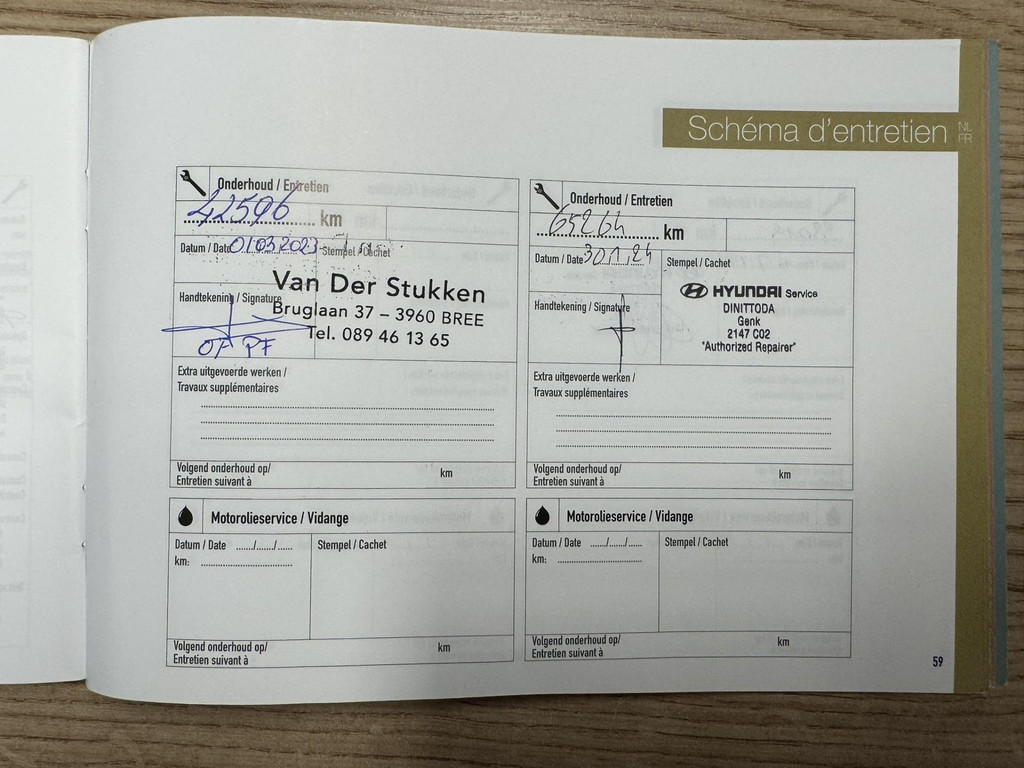 Schéma d'entretien
NL
FR
Onderhoud / Entretien
42596 km
Datum / Date 01/03/2023 Stempel / Cachet
Van Der Stukken
Handtekening / Signature
Bruglaan 37 – 3960 BREE
Tel. 089 46 13 65
OF PF
Extra uitgevoerde werken /
Travaux supplémentaires
Volgend onderhoud op/
Entretien suivant à
km
Onderhoud / Entretien
65264 km
Datum / Date Stempel / Cachet
HYUNDAI Service
DINITTODA
Genk
2147 C02
"Authorized Repairer"
Handtekening / Signature
Extra uitgevoerde werken /
Travaux supplémentaires
Volgend onderhoud op/
Entretien suivant à
km
Motorolieservice / Vidange
Datum / Date ....../....../...... Stempel / Cachet
km:
Volgend onderhoud op/
Entretien suivant à
km
Motorolieservice / Vidange
Datum / Date ....../....../...... Stempel / Cachet
km:
Volgend onderhoud op/
Entretien suivant à
km
59